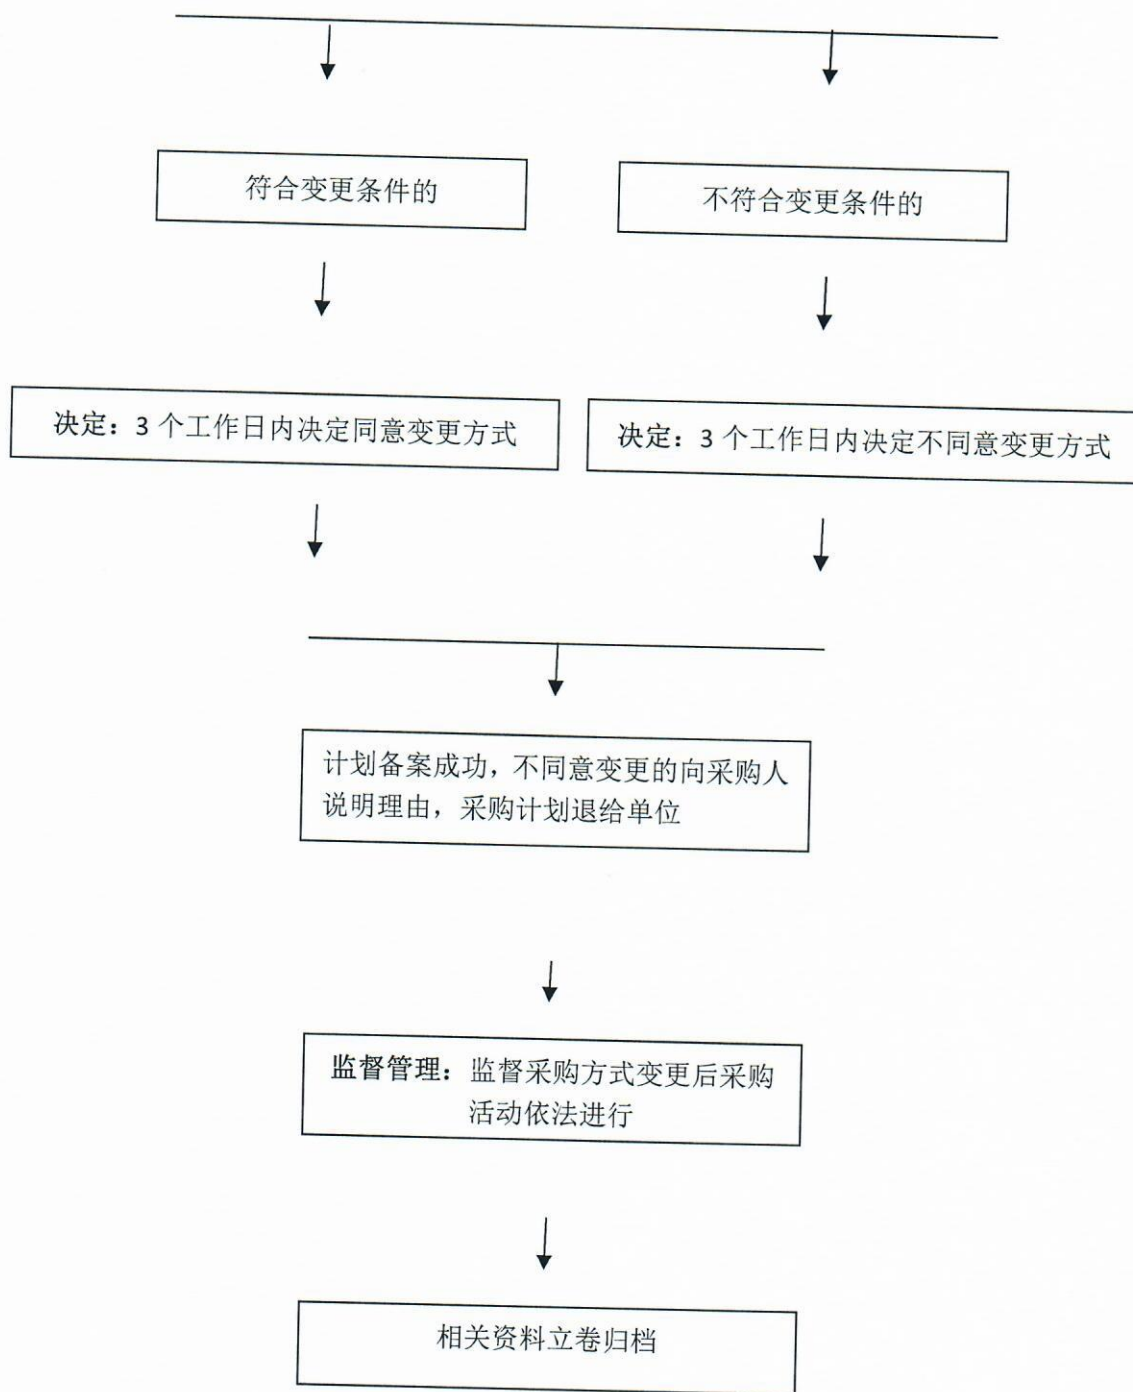 符合变更条件的
不符合变更条件的
决定：3 个工作日内决定同意变更方式
决定：3 个工作日内决定不同意变更方式
计划备案成功，不同意变更的向采购人
说明理由，采购计划退给单位
监督管理：监督采购方式变更后采购
活动依法进行
相关资料立卷归档